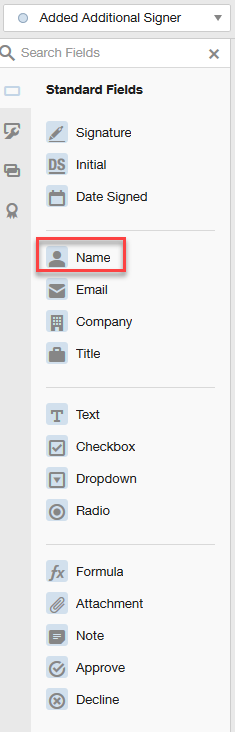 Added Additional Signer
Search Fields
Standard Fields
Signature
DS Initial
Date Signed
Name
Email
Company
Title
T Text
Checkbox
Dropdown
Radio
fx Formula
Attachment
Note
Approve
Decline